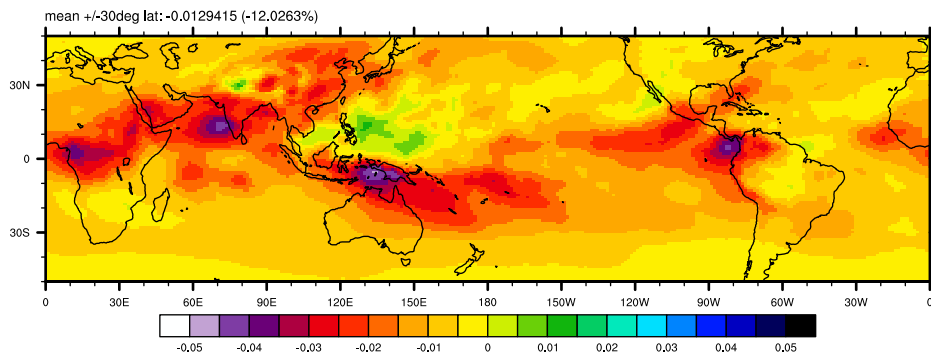 mean +/-30deg lat: -0.0129415 (-12.0263%)
30N
0
30S
0 30E 60E 90E 120E 150E 180 150W 120W 90W 60W 30W 0
-0.05 -0.04 -0.03 -0.02 -0.01 0 0.01 0.02 0.03 0.04 0.05